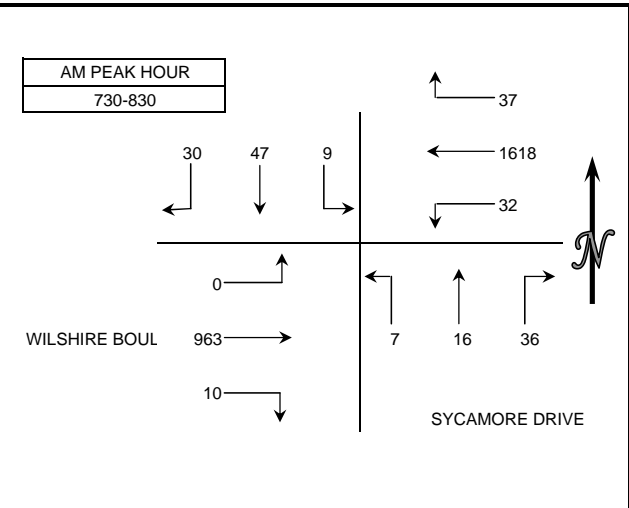 AM PEAK HOUR
730-830
37
30 47 9 1618
32
N
0
WILSHIRE BOUL 963 7 16 36
10
SYCAMORE DRIVE